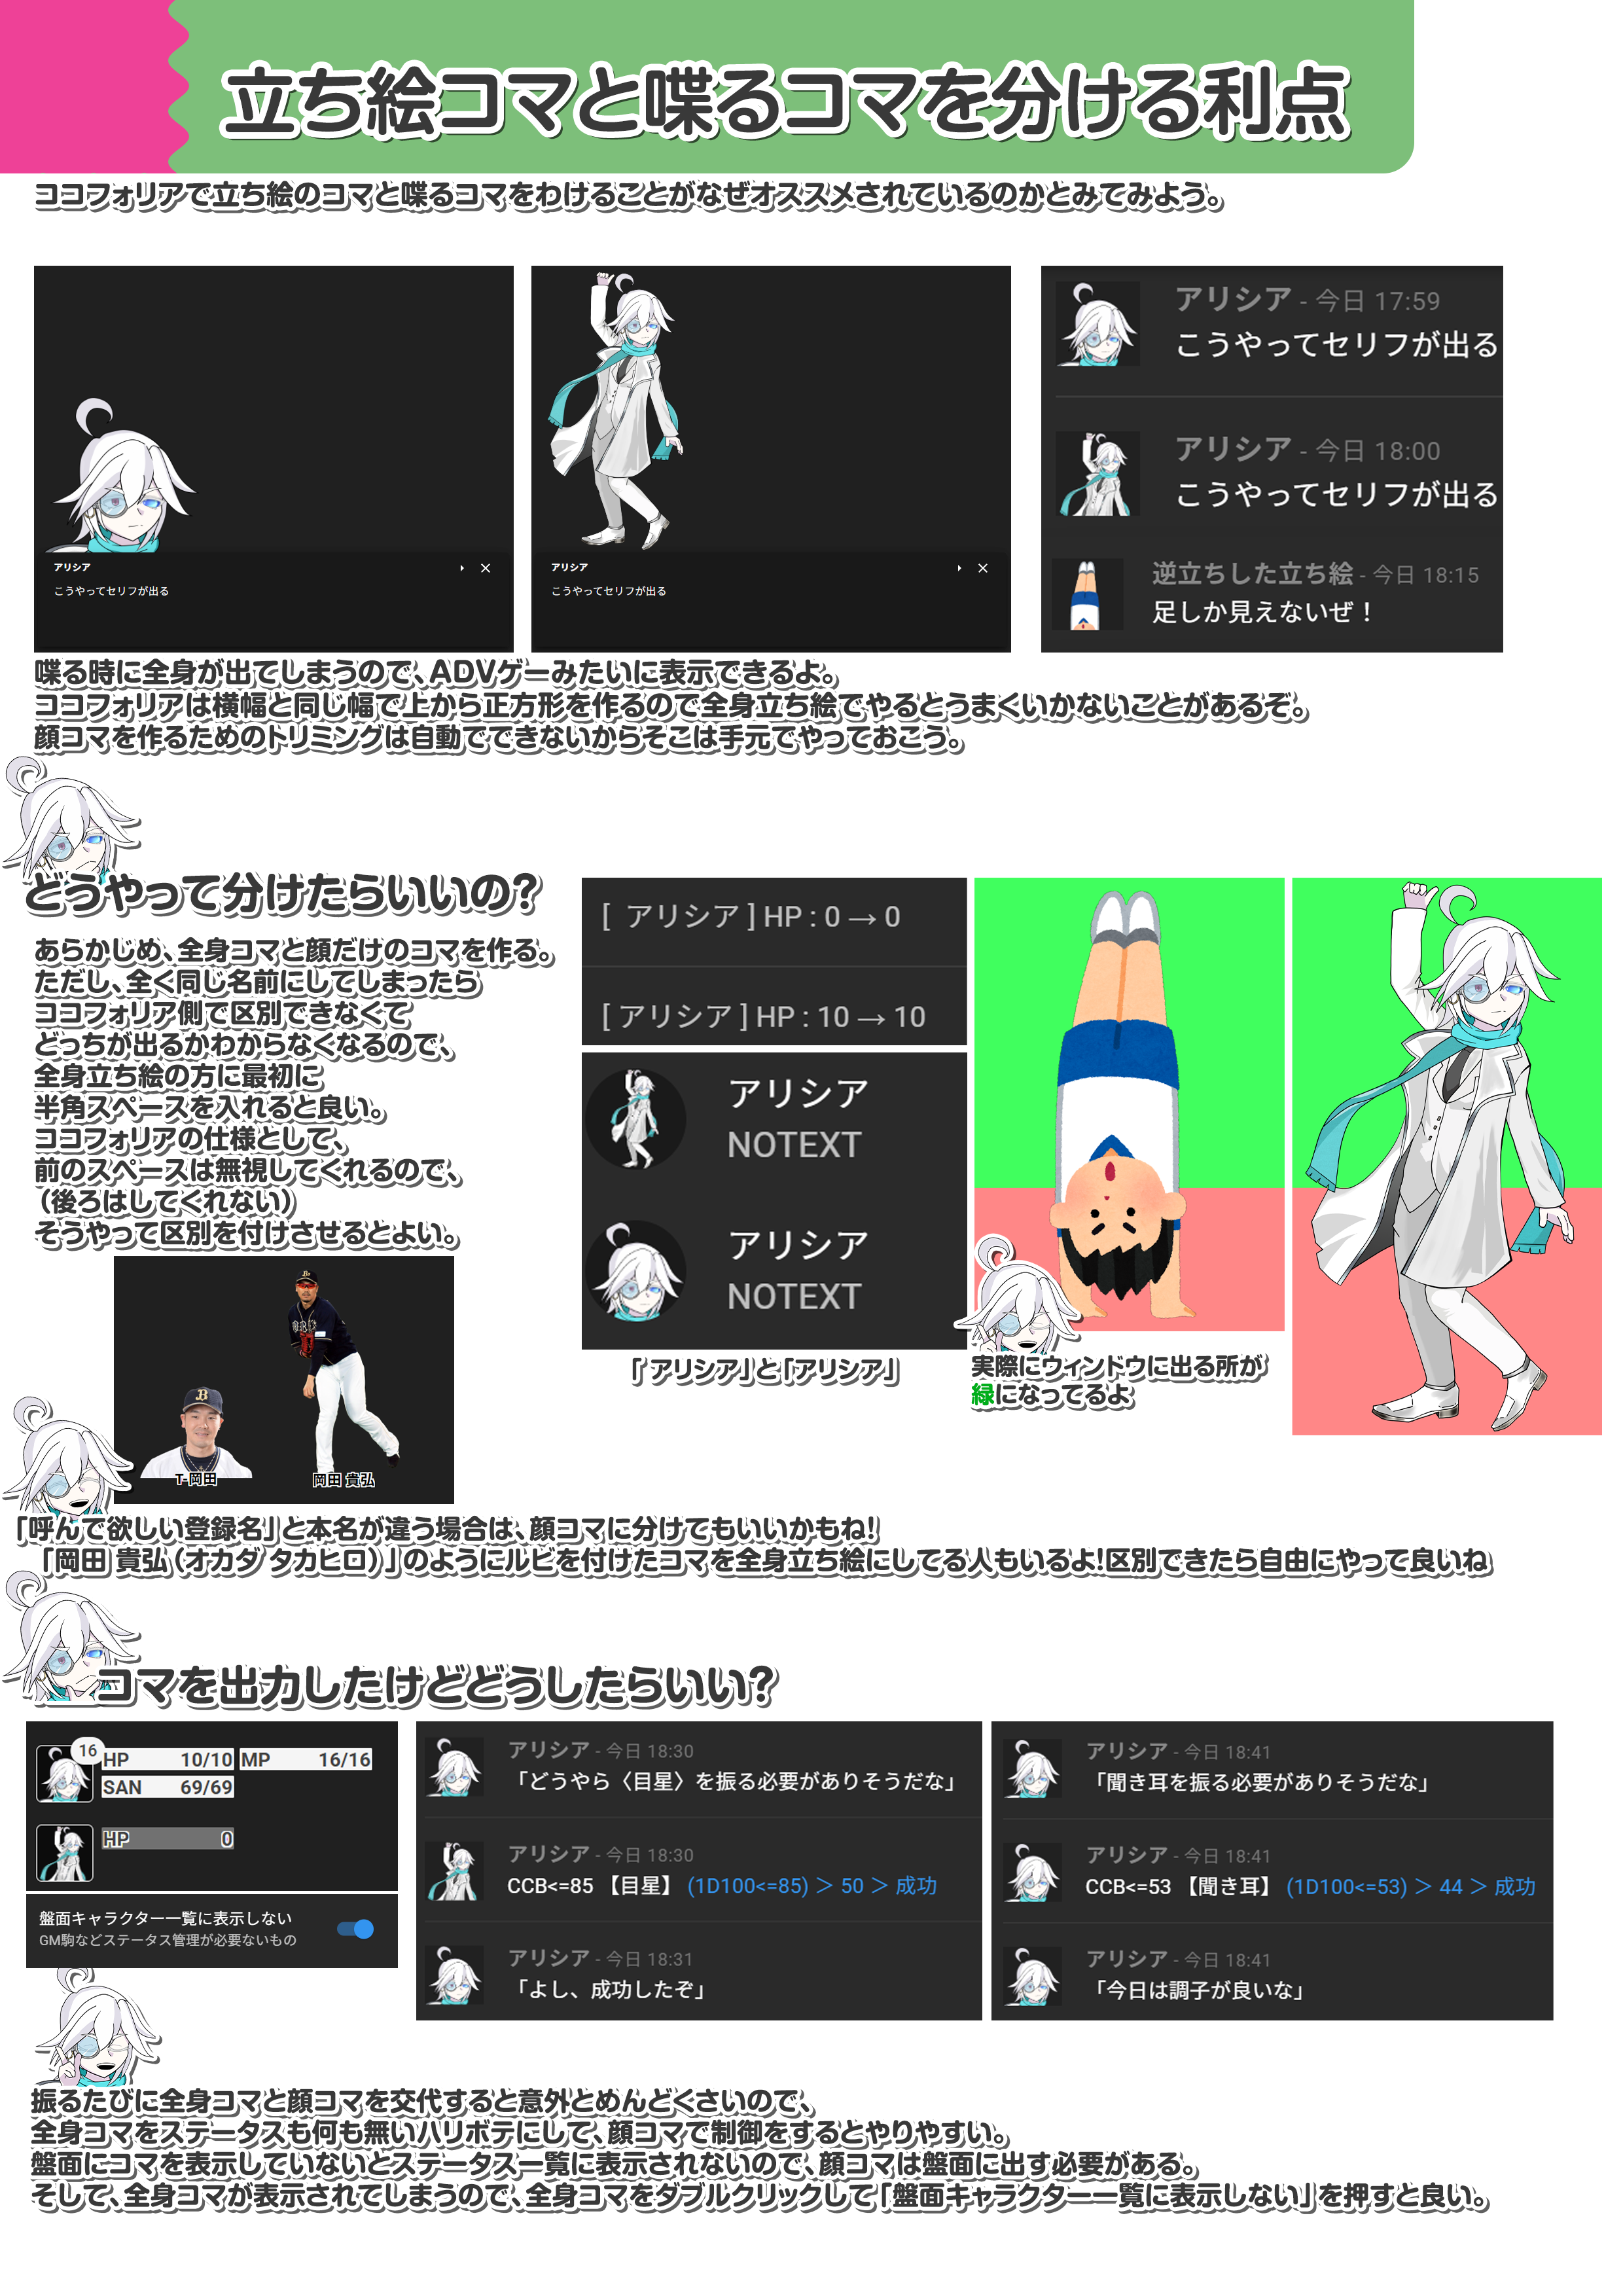 立ち絵コマと喋るコマを分ける利点
ココフォリアで立ち絵のコマと喋るコマをわけることがなぜオススメされているのかとみてみよう。
アリシア
こうやってセリフが出る
アリシア
こうやってセリフが出る
アリシア - 今日 17:59
こうやってセリフが出る
アリシア - 今日 18:00
こうやってセリフが出る
逆立ちした立ち絵 - 今日 18:15
足しか見えないぜ！
喋る時に全身が出てしまうので、ADVゲーみたいに表示できるよ。
ココフォリアは横幅と同じ幅で上から正方形を作るので全身立ち絵でやるとうまくいかないことがあるぞ。
顔コマを作るためのトリミングは自動でできないからそこは手元でやっておこう。
どうやって分けたらいいの?
あらかじめ、全身コマと顔だけのコマを作る。
ただし、全く同じ名前にしてしまったら
ココフォリア側で区別できなくて
どっちが出るかわからなくなるので、
全身立ち絵の方に最初に
半角スペースを入れると良い。
ココフォリアの仕様として、
前のスペースは無視してくれるので、
（後ろはしてくれない）
そうやって区別を付けさせるとよい。
[ アリシア ] HP : 0 → 0
[ アリシア ] HP : 10 → 10
アリシア
NOTEXT
アリシア
NOTEXT
「 アリシア」と「アリシア」
実際にウィンドウに出る所が
緑になってるよ
T-岡田
岡田 貴弘
「呼んで欲しい登録名」と本名が違う場合は、顔コマに分けてもいいかもね!
「岡田 貴弘（オカダ タカヒロ）」のようにルビを付けたコマを全身立ち絵にしてる人もいるよ!区別できたら自由にやって良いね
コマを出力したけどどうしたらいい?
16
HP 10/10 MP 16/16
SAN 69/69
HP 0
盤面キャラクター一覧に表示しない
GM駒などステータス管理が必要ないもの
アリシア - 今日 18:30
「どうやら〈目星〉を振る必要がありそうだな」
アリシア - 今日 18:30
CCB<=85 【目星】 (1D100<=85) ＞ 50 ＞ 成功
アリシア - 今日 18:31
「よし、成功したぞ」
アリシア - 今日 18:41
「聞き耳を振る必要がありそうだな」
アリシア - 今日 18:41
CCB<=53 【聞き耳】 (1D100<=53) ＞ 44 ＞ 成功
アリシア - 今日 18:41
「今日は調子が良いな」
振るたびに全身コマと顔コマを交代すると意外とめんどくさいので、
全身コマをステータスも何も無いハリボテにして、顔コマで制御をするとやりやすい。
盤面にコマを表示していないとステータス一覧に表示されないので、顔コマは盤面に出す必要がある。
そして、全身コマが表示されてしまうので、全身コマをダブルクリックして「盤面キャラクター一覧に表示しない」を押すと良い。